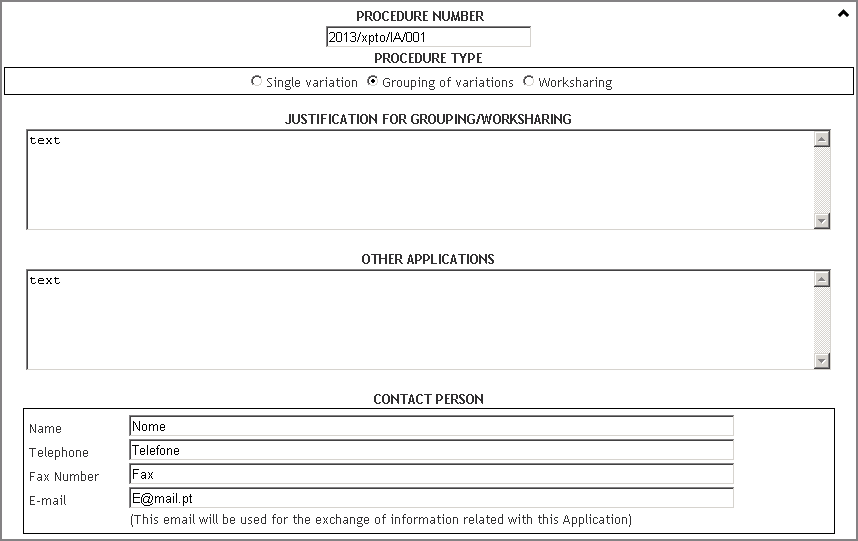 PROCEDURE NUMBER
2013/xpto/IA/001
PROCEDURE TYPE
Single variation Grouping of variations Worksharing
JUSTIFICATION FOR GROUPING/WORKSHARING
text
OTHER APPLICATIONS
text
CONTACT PERSON
Name Nome
Telephone Telefone
Fax Number Fax
E-mail E@mail.pt
(This email will be used for the exchange of information related with this Application)